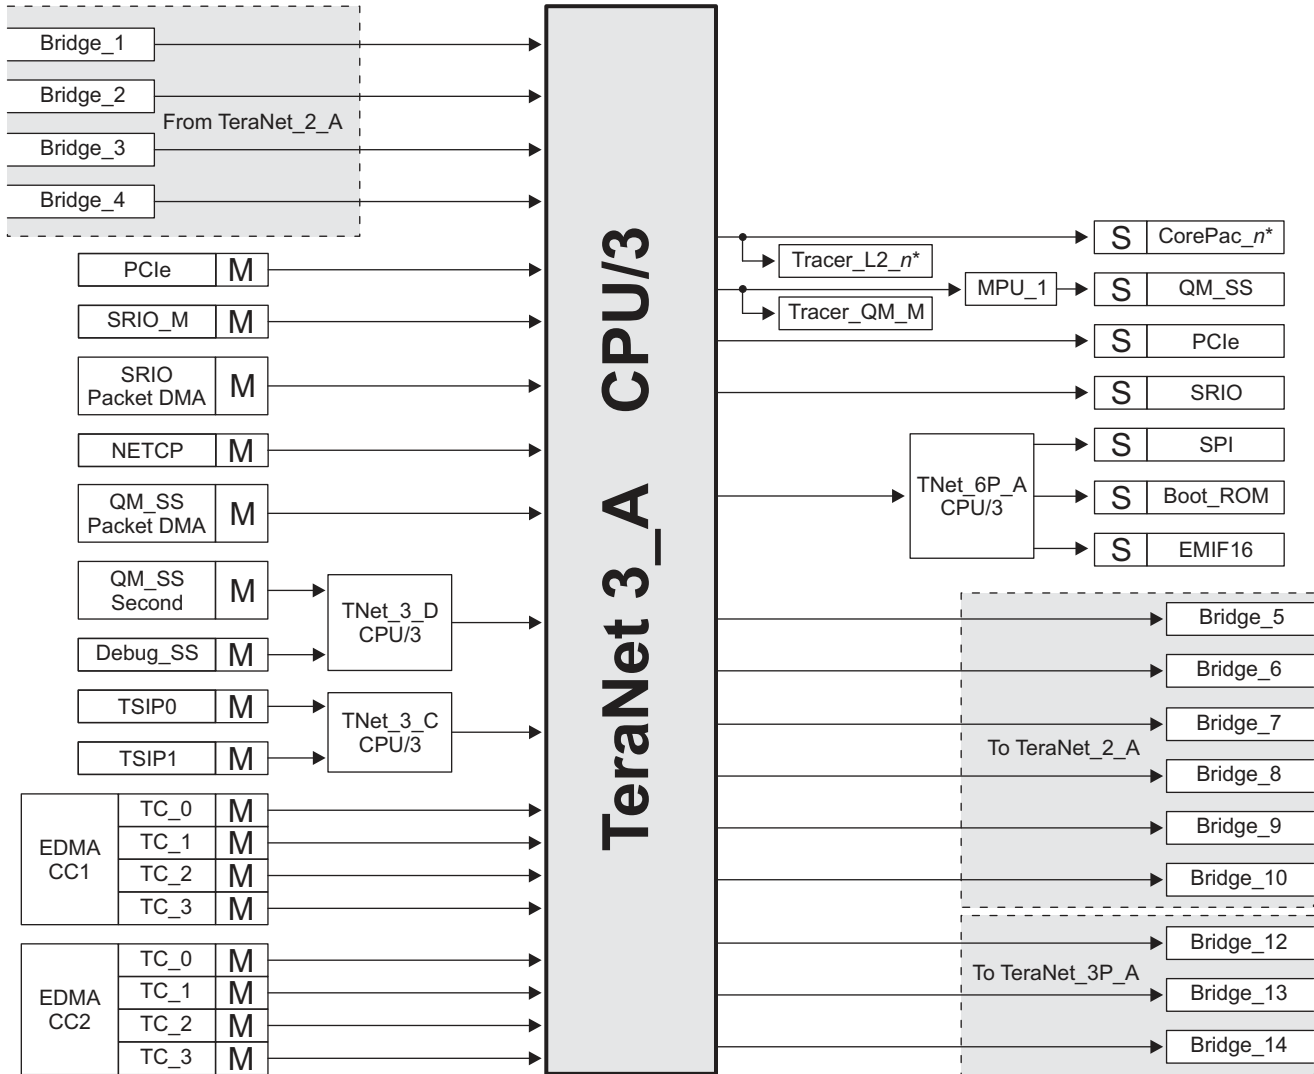 Bridge_1
Bridge_2
From TeraNet_2_A
Bridge_3
Bridge_4
PCIe M
SRIO_M M
SRIO
Packet DMA M
NETCP M
QM_SS
Packet DMA M
QM_SS
Second M
Debug_SS M
TNet_3_D
CPU/3
TSIP0 M
TSIP1 M
TNet_3_C
CPU/3
EDMA
CC1
TC_0 M
TC_1 M
TC_2 M
TC_3 M
EDMA
CC2
TC_0 M
TC_1 M
TC_2 M
TC_3 M
TeraNet 3_A CPU/3
S CorePac_n*
Tracer_L2_n*
MPU_1
S QM_SS
Tracer_QM_M
S PCIe
S SRIO
TNet_6P_A
CPU/3
S SPI
S Boot_ROM
S EMIF16
Bridge_5
Bridge_6
Bridge_7
To TeraNet_2_A
Bridge_8
Bridge_9
Bridge_10
Bridge_12
To TeraNet_3P_A
Bridge_13
Bridge_14